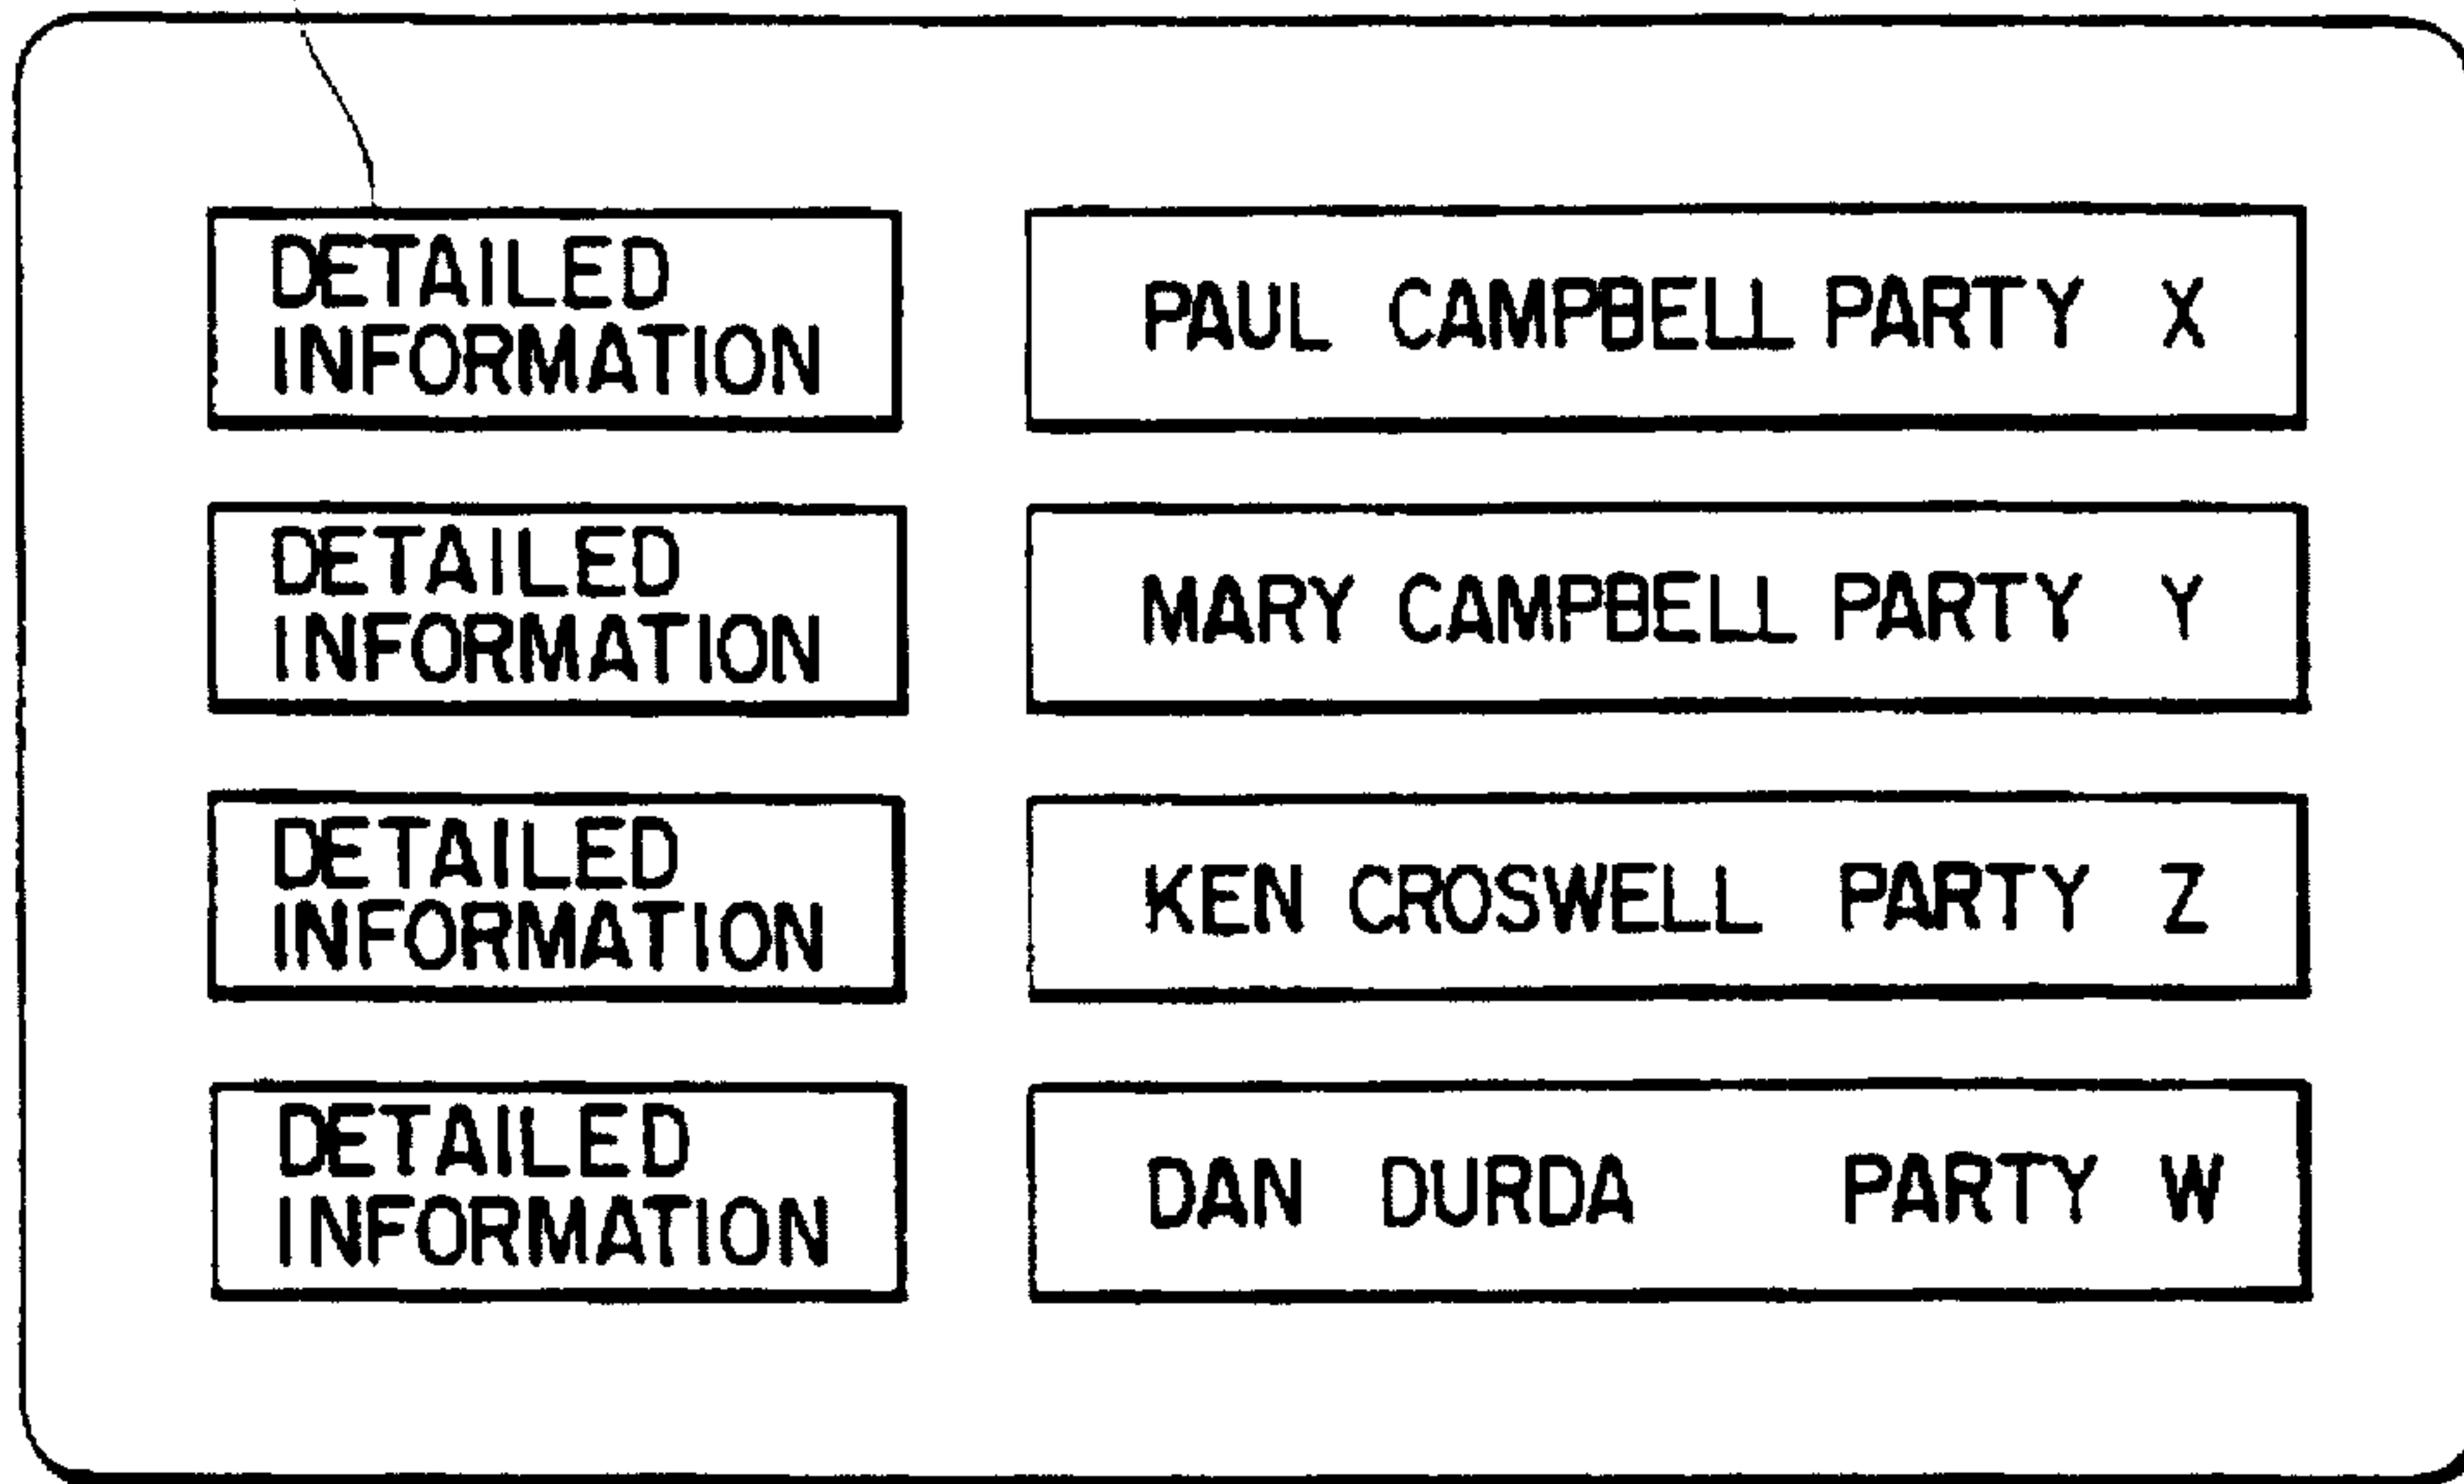 DETAILED
INFORMATION
PAUL CAMPBELL PARTY X
DETAILED
INFORMATION
MARY CAMPBELL PARTY Y
DETAILED
INFORMATION
KEN CROSWELL PARTY Z
DETAILED
INFORMATION
DAN DURDA PARTY W